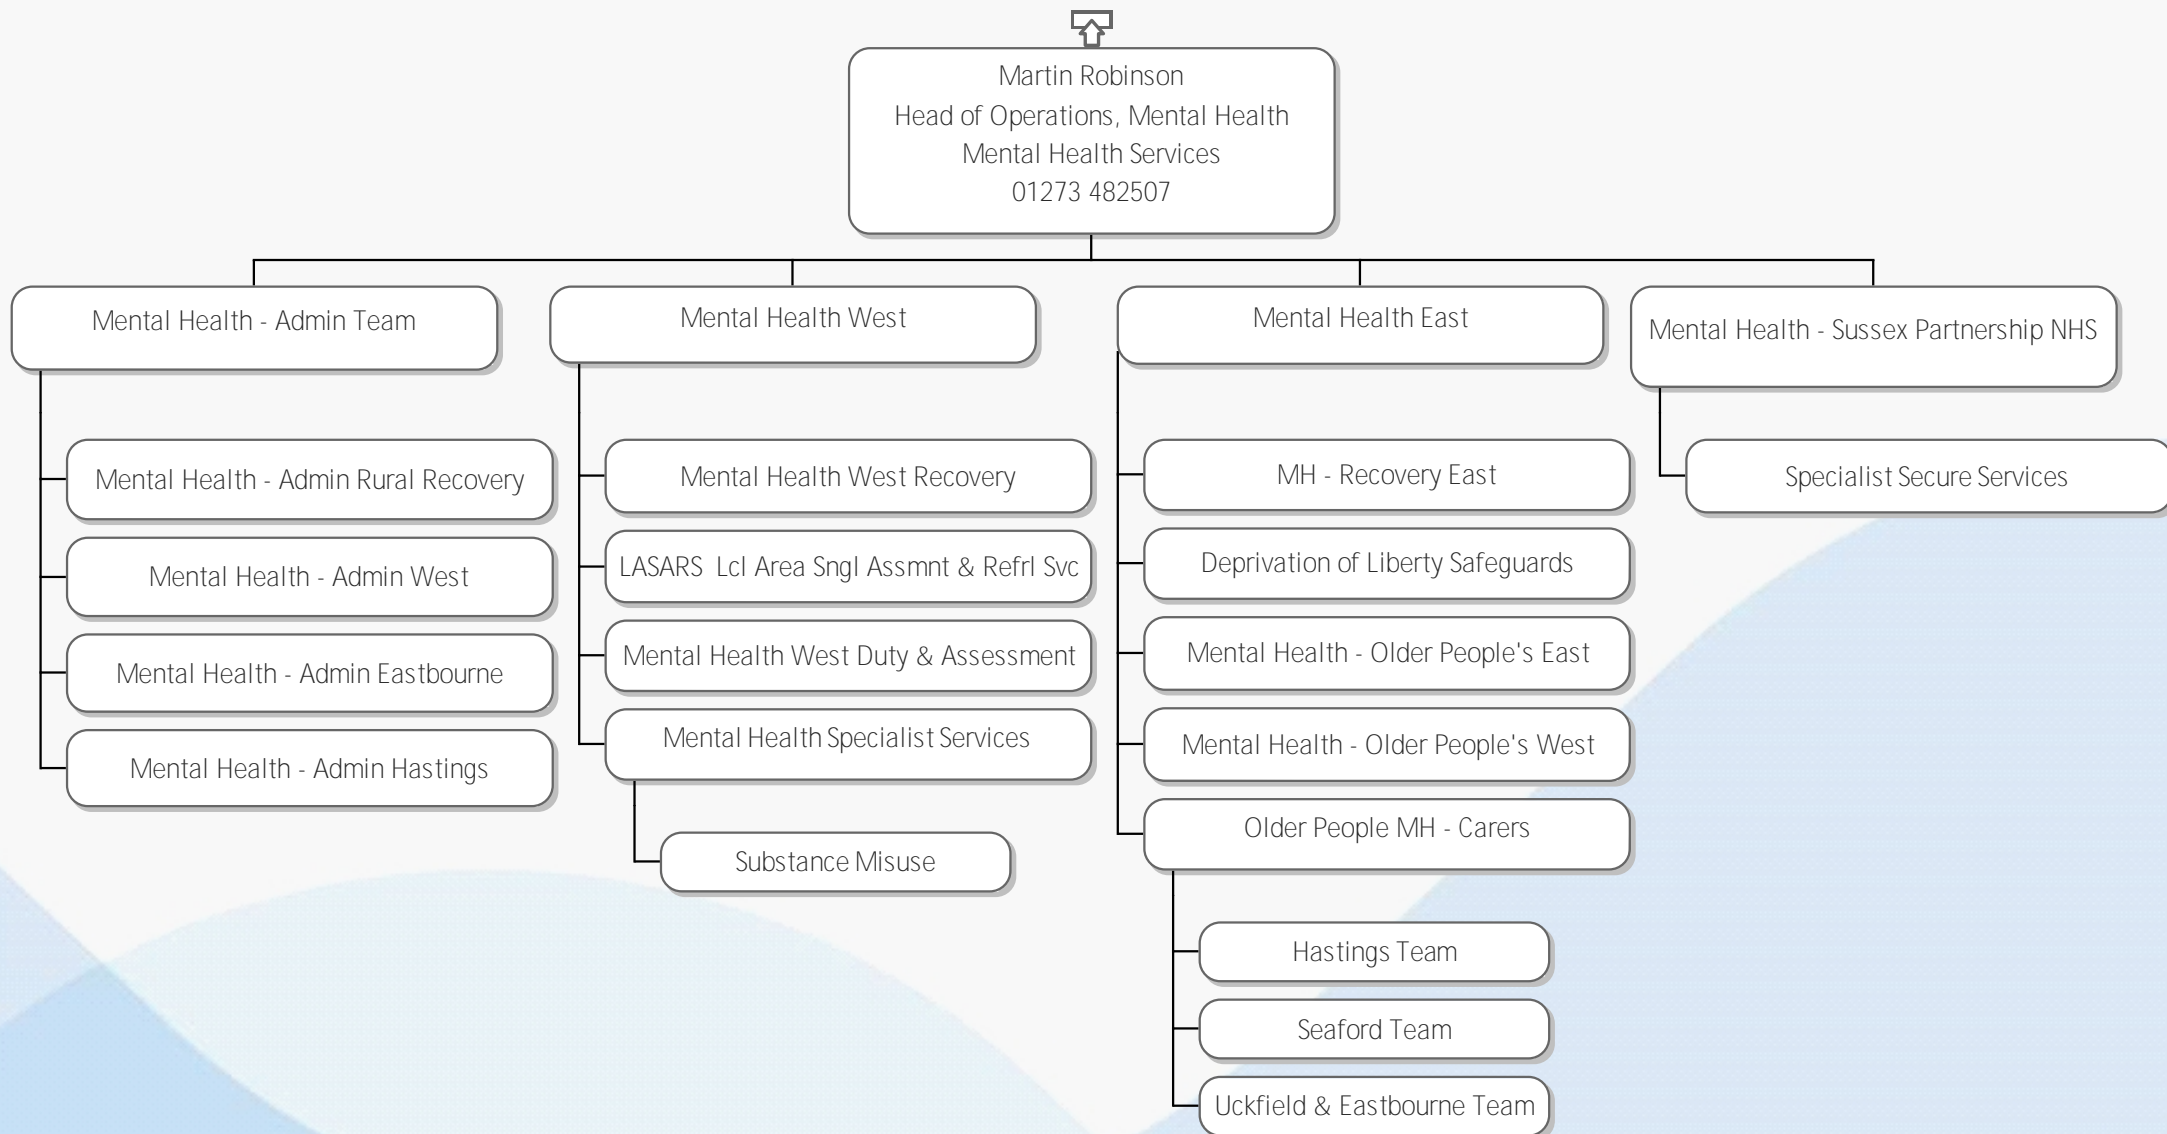 Martin Robinson
Head of Operations, Mental Health
Mental Health Services
01273 482507
Mental Health - Admin Team
Mental Health - Admin Rural Recovery
Mental Health - Admin West
Mental Health - Admin Eastbourne
Mental Health - Admin Hastings
Mental Health West
Mental Health West Recovery
LASARS Lcl Area Sngl Assmnt & Refrl Svc
Mental Health West Duty & Assessment
Mental Health Specialist Services
Substance Misuse
Mental Health East
MH - Recovery East
Deprivation of Liberty Safeguards
Mental Health - Older People's East
Mental Health - Older People's West
Older People MH - Carers
Hastings Team
Seaford Team
Uckfield & Eastbourne Team
Mental Health - Sussex Partnership NHS
Specialist Secure Services